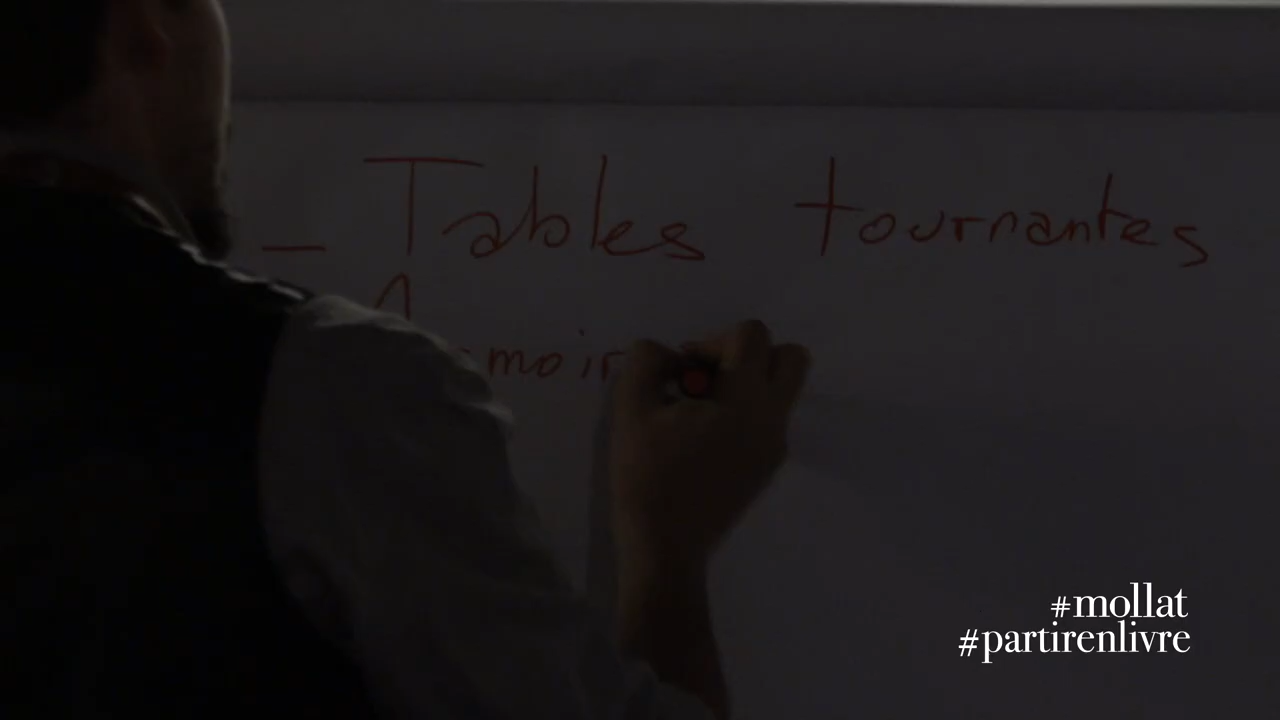 – Tables tournantes
#mollat
#partirenlivre